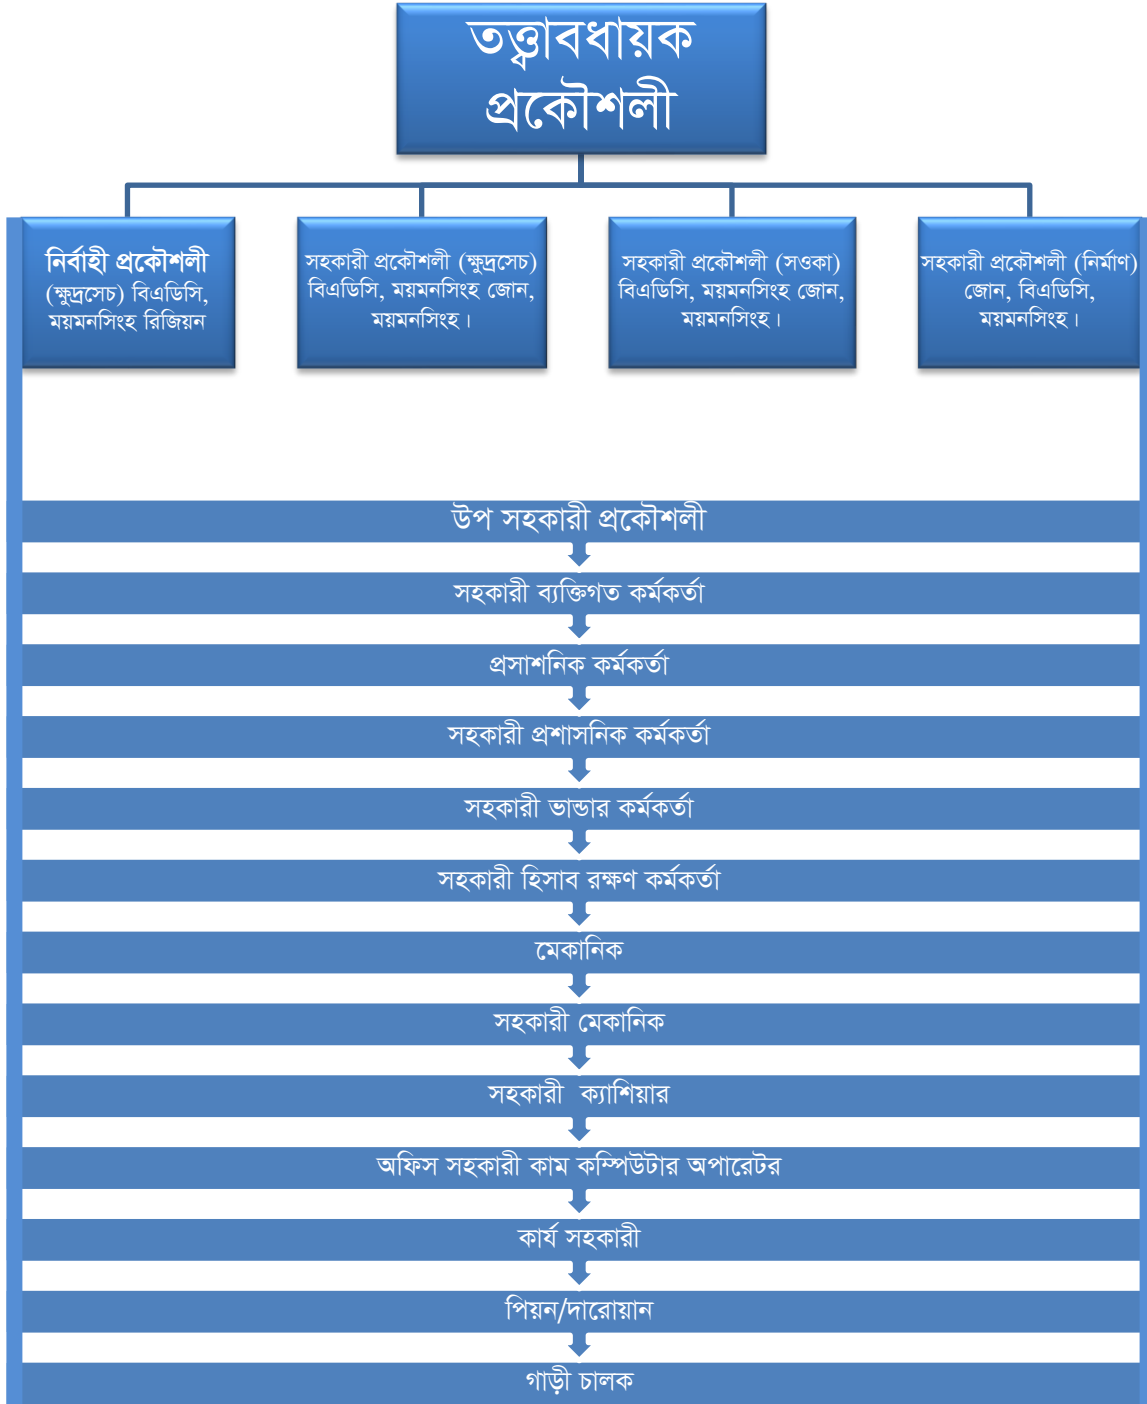 তত্ত্বাবধায়ক
প্রকৌশলী
নির্বাহী প্রকৌশলী
(ক্ষুদ্রসেচ) বিএডিসি,
ময়মনসিংহ রিজিয়ন
সহকারী প্রকৌশলী (ক্ষুদ্রসেচ)
বিএডিসি, ময়মনসিংহ জোন,
ময়মনসিংহ।
সহকারী প্রকৌশলী (সওকা)
বিএডিসি, ময়মনসিংহ জোন,
ময়মনসিংহ।
সহকারী প্রকৌশলী (নির্মাণ)
জোন, বিএডিসি,
ময়মনসিংহ।
উপ সহকারী প্রকৌশলী
সহকারী ব্যক্তিগত কর্মকর্তা
প্রসাশনিক কর্মকর্তা
সহকারী প্রশাসনিক কর্মকর্তা
সহকারী ভান্ডার কর্মকর্তা
সহকারী হিসাব রক্ষণ কর্মকর্তা
মেকানিক
সহকারী মেকানিক
সহকারী ক্যাশিয়ার
অফিস সহকারী কাম কম্পিউটার অপারেটর
কার্য সহকারী
পিয়ন/দারোয়ান
গাড়ী চালক